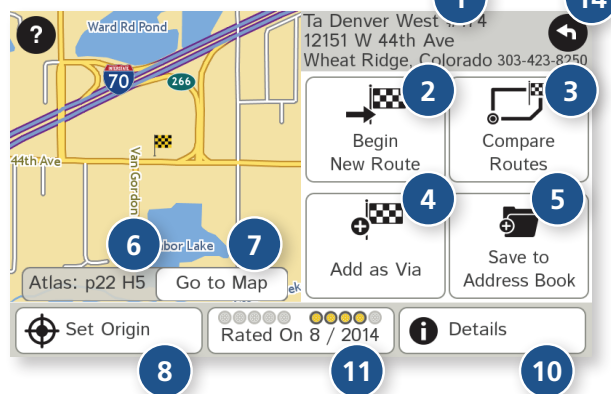 1
14
Ta Denver West
12151 W 44th Ave
Wheat Ridge, Colorado 303-423-8250
?
Ward Rd Pond
INTERSTATE
70
266
44th Ave
Van Gordon
2
Begin
New Route
3
Compare
Routes
4
Add as Via
5
Save to
Address Book
6
7
Lake
Atlas: p22 H5
Go to Map
Set Origin
Rated On 8 / 2014
Details
8
11
10